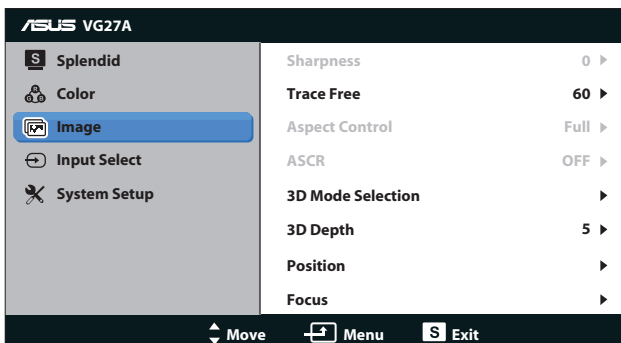 ASUS VG27A
S Splendid
Color
Image
Input Select
System Setup
Sharpness 0
Trace Free 60
Aspect Control Full
ASCR OFF
3D Mode Selection
3D Depth 5
Position
Focus
Move Menu S Exit